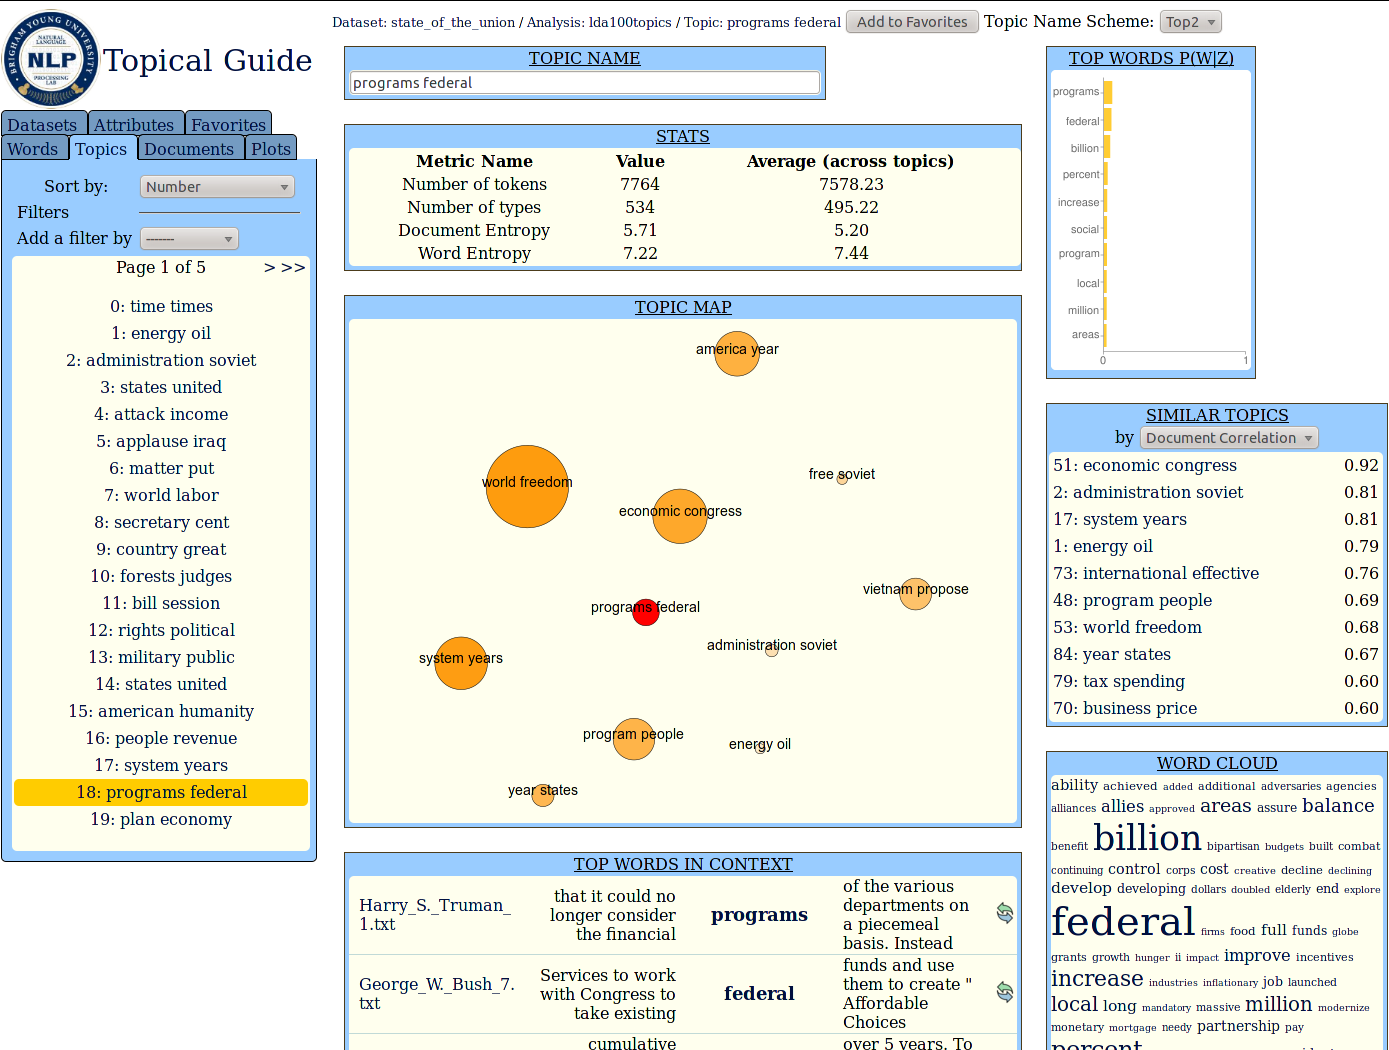 Dataset: state_of_the_union / Analysis: lda100topics / Topic: programs federal Add to Favorites Topic Name Scheme: Top2
BRIGHAM YOUNG UNIVERSITY
NATURAL LANGUAGE
NLP
PROCESSING LAB
Topical Guide
Datasets Attributes Favorites
Words Topics Documents Plots
Sort by: Number
Filters
Add a filter by -------
Page 1 of 5 > >>
0: time times
1: energy oil
2: administration soviet
3: states united
4: attack income
5: applause iraq
6: matter put
7: world labor
8: secretary cent
9: country great
10: forests judges
11: bill session
12: rights political
13: military public
14: states united
15: american humanity
16: people revenue
17: system years
18: programs federal
19: plan economy
TOPIC NAME
programs federal
STATS
Metric Name Value Average (across topics)
Number of tokens 7764 7578.23
Number of types 534 495.22
Document Entropy 5.71 5.20
Word Entropy 7.22 7.44
TOPIC MAP
america year
world freedom
free soviet
economic congress
vietnam propose
programs federal
administration soviet
system years
program people
energy oil
year states
TOP WORDS IN CONTEXT
Harry_S._Truman_
1.txt
that it could no
longer consider
the financial
programs
of the various
departments on
a piecemeal
basis. Instead
George_W._Bush_7.
txt
Services to work
with Congress to
take existing
federal
funds and use
them to create "
Affordable
Choices
cumulative
over 5 years. To
TOP WORDS P(W|Z)
programs
federal
billion
percent
increase
social
program
local
million
areas
0 1
SIMILAR TOPICS
by Document Correlation
51: economic congress 0.92
2: administration soviet 0.81
17: system years 0.81
1: energy oil 0.79
73: international effective 0.76
48: program people 0.69
53: world freedom 0.68
84: year states 0.67
79: tax spending 0.60
70: business price 0.60
WORD CLOUD
ability achieved added additional adversaries agencies
alliances allies approved areas assure balance
benefit billion bipartisan budgets built combat
continuing control corps cost creative decline declining
develop developing dollars doubled elderly end explore
federal firms food full funds globe
grants growth hunger ii impact improve incentives
increase industries inflationary job launched
local long mandatory massive million modernize
monetary mortgage needy partnership pay
percent